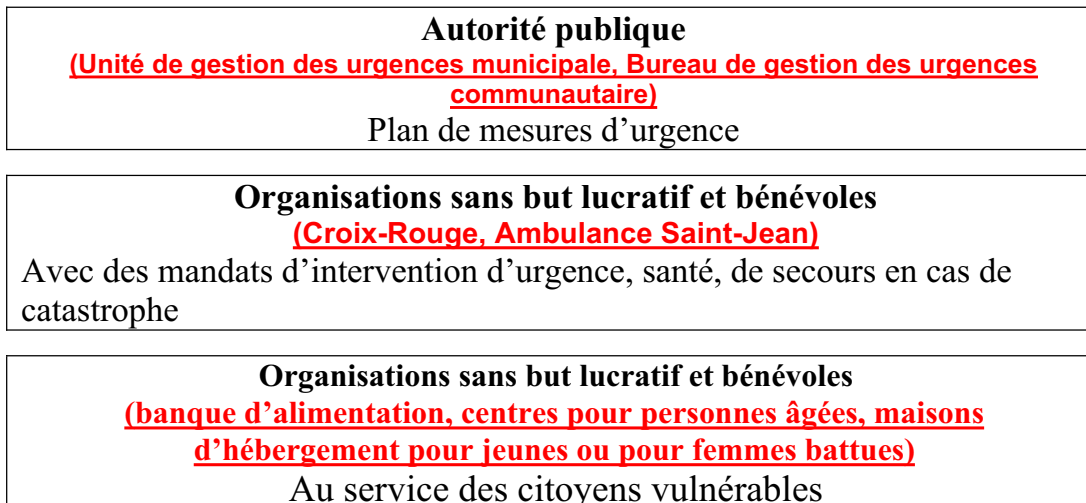 Autorité publique
(Unité de gestion des urgences municipale, Bureau de gestion des urgences
communautaire)
Plan de mesures d’urgence
Organisations sans but lucratif et bénévoles
(Croix-Rouge, Ambulance Saint-Jean)
Avec des mandats d’intervention d’urgence, santé, de secours en cas de
catastrophe
Organisations sans but lucratif et bénévoles
(banque d’alimentation, centres pour personnes âgées, maisons
d’hébergement pour jeunes ou pour femmes battues)
Au service des citoyens vulnérables